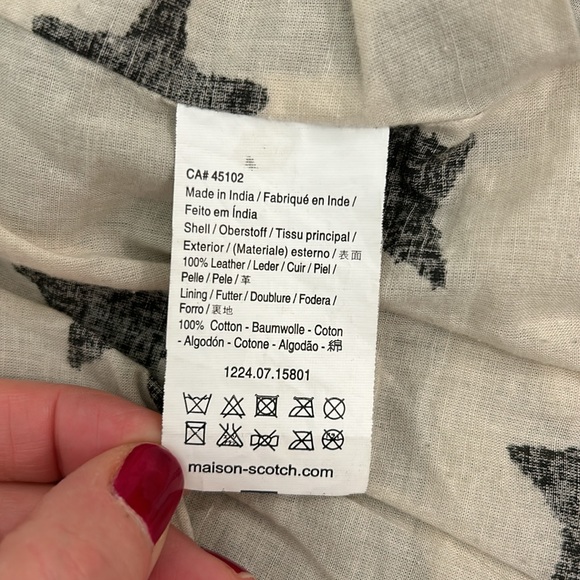 CA# 45102
Made in India / Fabriqué en Inde /
Feito em Índia
Shell / Oberstoff / Tissu principal /
Exterior / (Materiale) esterno / 表面
100% Leather / Leder / Cuir / Piel /
Pelle / Pele / 革
Lining / Futter / Doublure / Fodera /
Forro / 裏地
100% Cotton - Baumwolle - Coton
- Algodón - Cotone - Algodão - 綿
1224.07.15801
maison-scotch.com